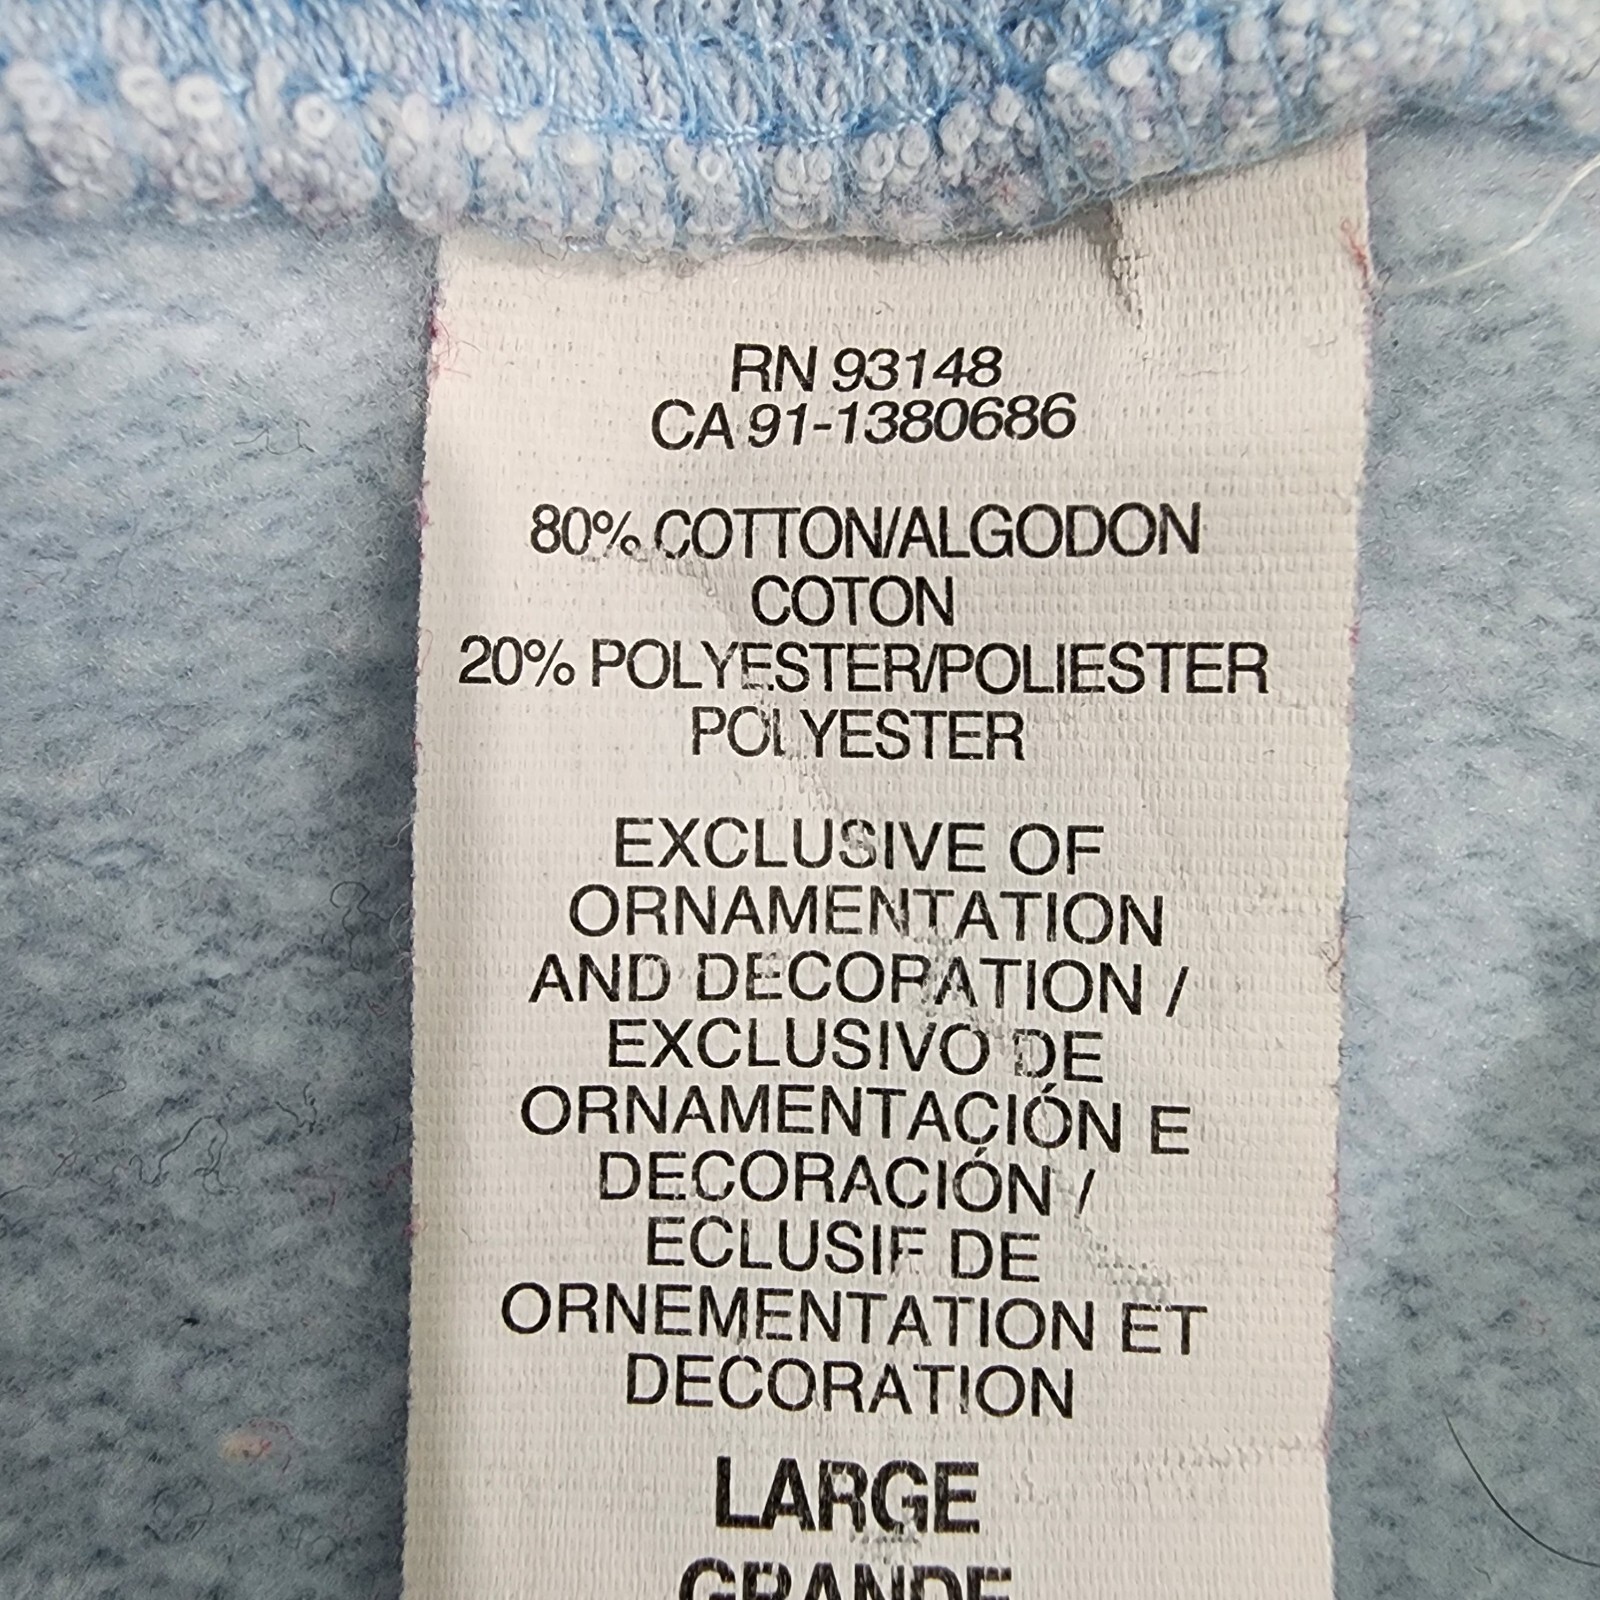 RN 93148
CA 91-1380686
80% COTTON/ALGODON
COTON
20% POLYESTER/POLIESTER
POLYESTER
EXCLUSIVE OF
ORNAMENTATION
AND DECORATION /
EXCLUSIVO DE
ORNAMENTACIÓN E
DECORACIÓN /
ECLUSIF DE
ORNEMENTATION ET
DECORATION
LARGE
GRANDE